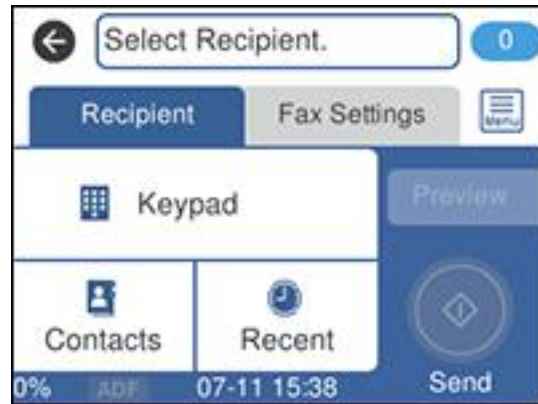 Select Recipient.
0
Recipient
Fax Settings
Menu
Keypad
Preview
Contacts
Recent
0%
ADF
07-11 15:38
Send